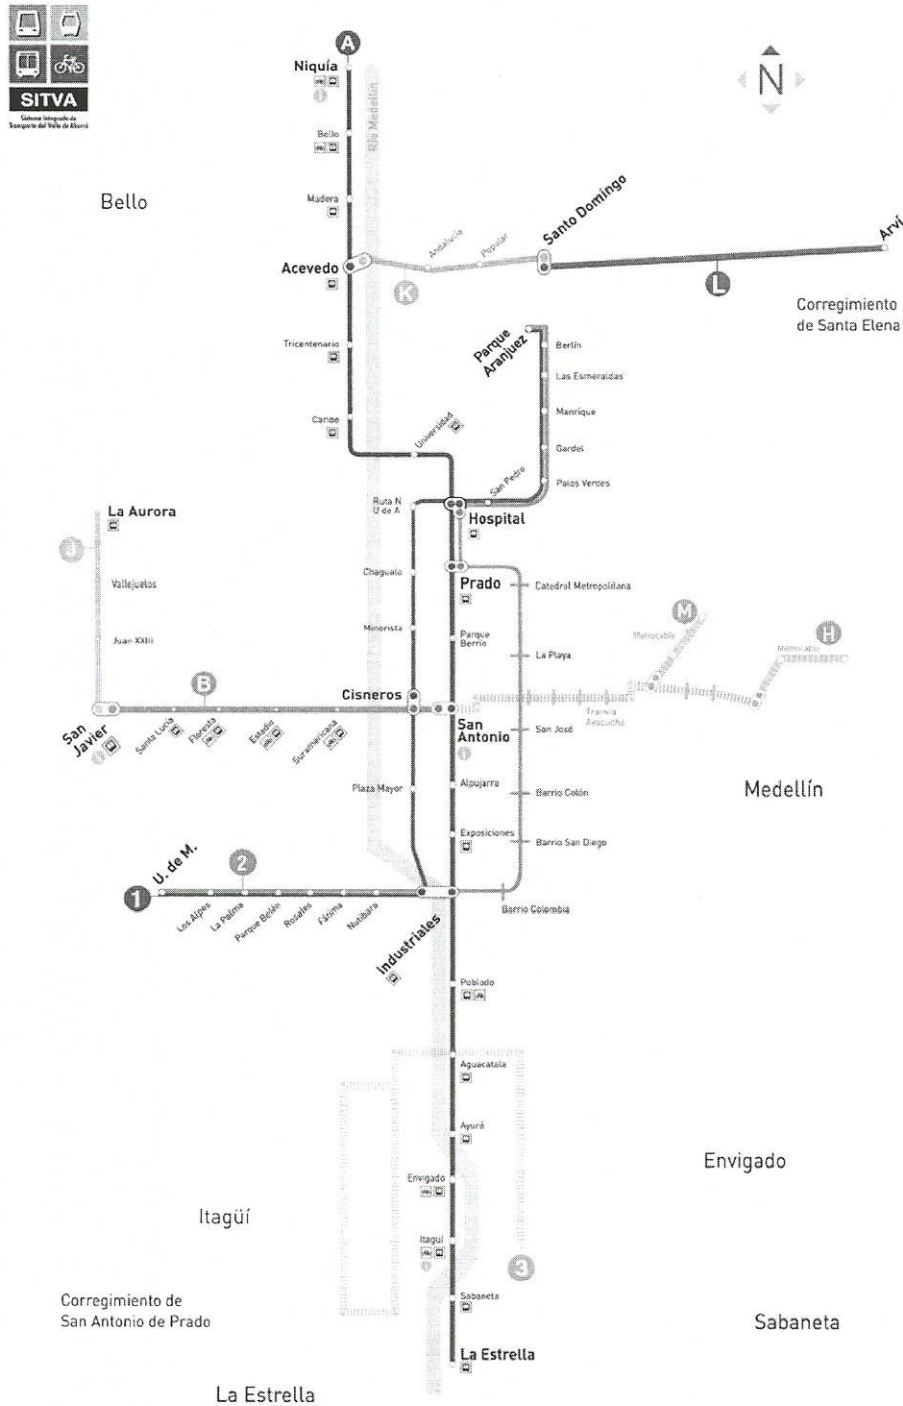 SITVA
Sistema Integrado de
Transporte del Valle de Aburrá
A
Niquía
N
Río Medellín
Bello
Bello
Madera
Santo Domingo
Arví
Andalucía
Popular
Acevedo
K
L
Corregimiento
de Santa Elena
Parque
Aranjuez
Tricentenario
Berlín
Las Esmeraldas
Manrique
Caribe
Universidad
Gardel
San Pedro
Palos Verdes
Ruta N
U de A
La Aurora
Hospital
J
Chagualo
Vallejuelos
Prado
Catedral Metropolitana
M
Minorista
Parque
Berrío
Juan XXIII
Metrocable
H
Metrocable
La Playa
B
Cisneros
San
Javier
Santa Lucía
Floresta
Estadio
Suramericana
San
Antonio
Tranvía
Ayacucho
San José
Plaza Mayor
Alpujarra
Barrio Colón
Medellín
Exposiciones
Barrio San Diego
U. de M.
2
1
Los Alpes
La Palma
Parque Belén
Rosales
Fátima
Nutibara
Industriales
Barrio Colombia
Poblado
Aguacatala
Ayurá
Envigado
Envigado
Itagüí
Itagüí
3
Corregimiento de
San Antonio de Prado
Sabaneta
Sabaneta
La Estrella
La Estrella